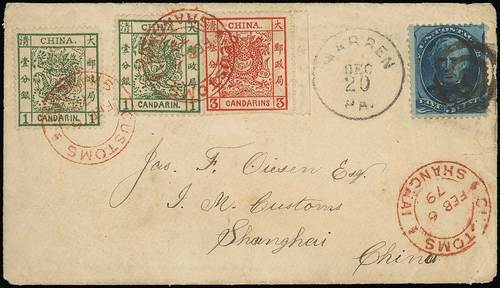 CHINA.
大清郵政局
壹分銀
1 CANDARIN. 1
CHINA.
大清郵政局
壹分銀
1 CANDARIN. 1
CHINA.
大清郵政局
叁分銀
3 CANDARINS 3
CUSTOMS
SHANGHAI
WARREN
DEC
20
PA.
U.S. POSTAGE
FIVE CENTS
Jas. F. Oiesen Esq.
I. M. Customs
Shanghai
China
CUSTOMS
FEB 6
79
SHANGHAI